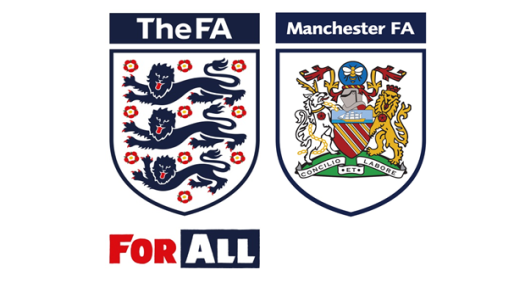 The FA
Manchester FA
CONCILIO ET LABORE
FOR ALL